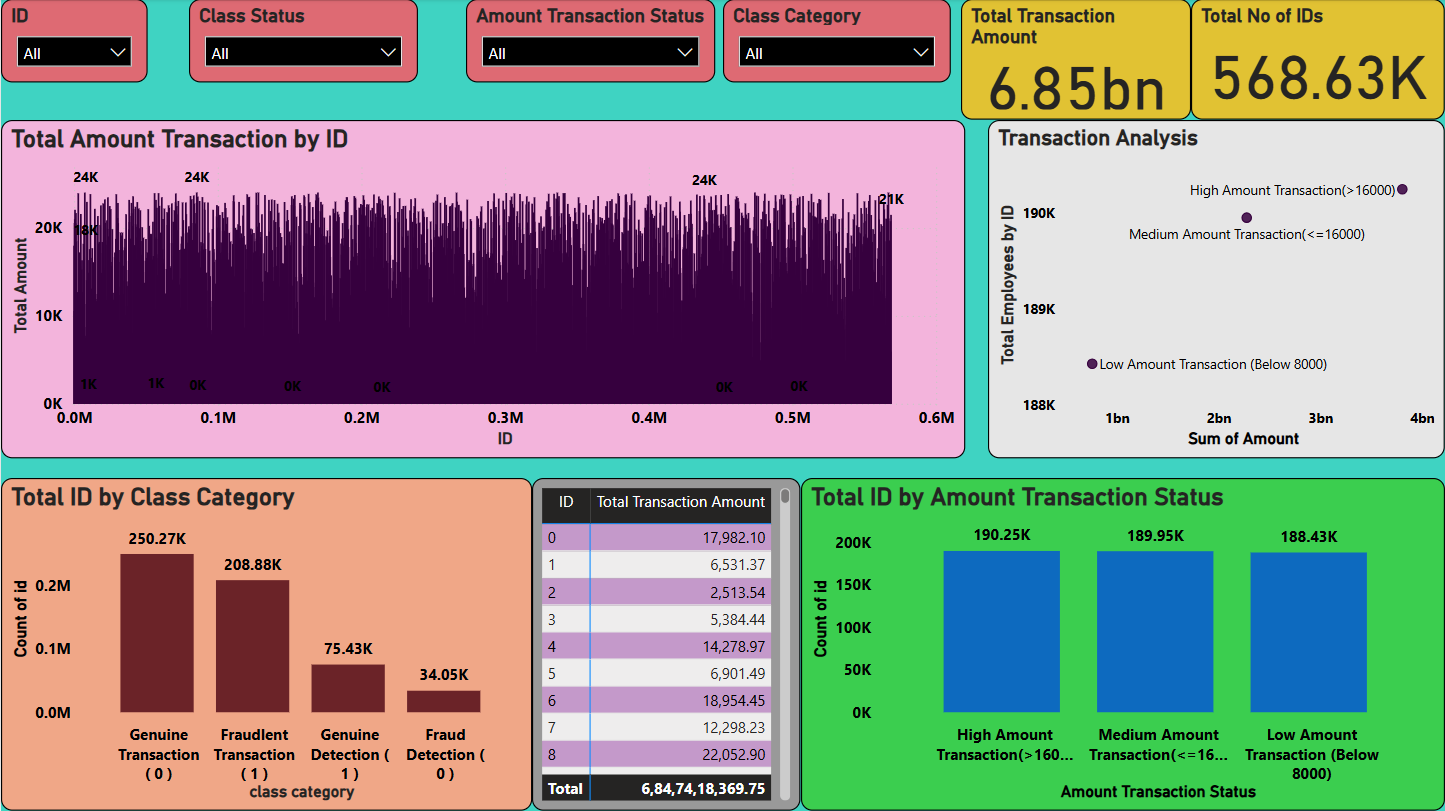 ID
All
Class Status
All
Amount Transaction Status
All
Class Category
All
Total Transaction
Amount
6.85bn
Total No of IDs
568.63K
Total Amount Transaction by ID
24K
24K
24K
21K
18K
20K
10K
0K
1K
1K
0K
0K
0K
0K
0K
Total Amount
0.0M
0.1M
0.2M
0.3M
0.4M
0.5M
0.6M
ID
Transaction Analysis
High Amount Transaction(>16000)
Medium Amount Transaction(<=16000)
Low Amount Transaction (Below 8000)
190K
189K
188K
Total Employees by ID
1bn
2bn
3bn
4bn
Sum of Amount
Total ID by Class Category
250.27K
208.88K
75.43K
34.05K
0.2M
0.1M
0.0M
Count of id
Genuine
Transaction
( 0 )
Fraudlent
Transaction
( 1 )
Genuine
Detection (
1 )
Fraud
Detection (
0 )
class category
ID Total Transaction Amount
0 17,982.10
1 6,531.37
2 2,513.54
3 5,384.44
4 14,278.97
5 6,901.49
6 18,954.45
7 12,298.23
8 22,052.90
Total 6,84,74,18,369.75
Total ID by Amount Transaction Status
190.25K
189.95K
188.43K
200K
150K
100K
50K
0K
Count of id
High Amount
Transaction(>160...
Medium Amount
Transaction(<=16...
Low Amount
Transaction (Below
8000)
Amount Transaction Status